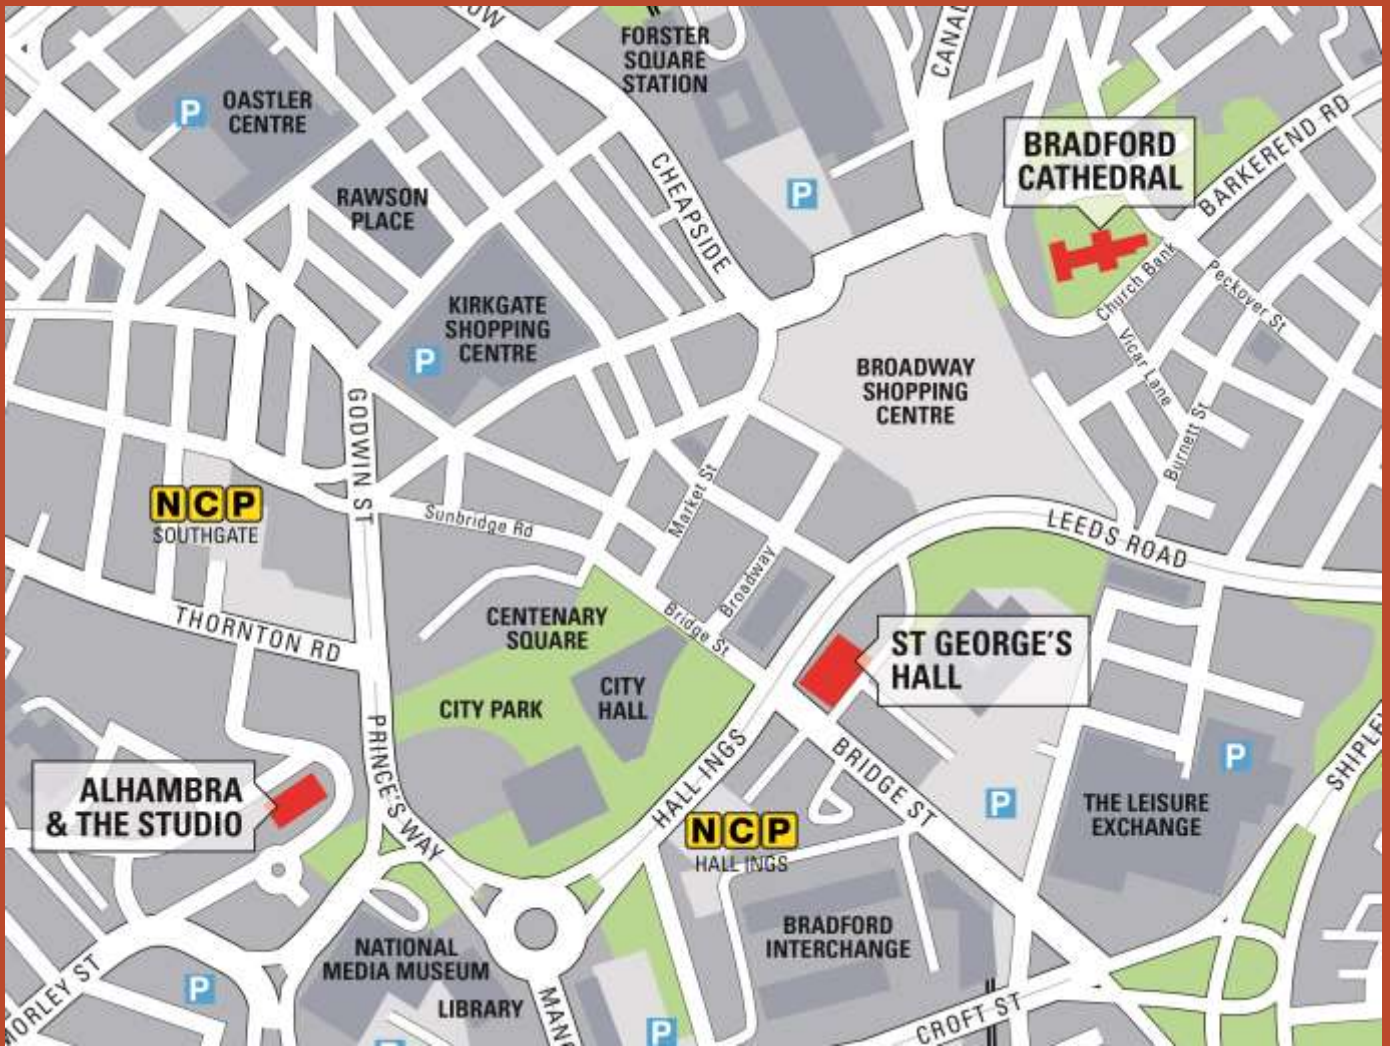 FORSTER
SQUARE
STATION
P
OASTLER
CENTRE
BRADFORD
CATHEDRAL
BARKEREND RD
CHEAPSIDE
P
RAWSON
PLACE
Church Bank
Peckover St
KIRKGATE
SHOPPING
CENTRE
P
Vicar Lane
BROADWAY
SHOPPING
CENTRE
GODWIN ST
Burnett St
NCP
SOUTHGATE
Market St
Sunbridge Rd
LEEDS ROAD
Broadway
THORNTON RD
CENTENARY
SQUARE
Bridge St
ST GEORGE'S
HALL
CITY
HALL
CITY PARK
PRINCE'S WAY
HALL INGS
BRIDGE ST
P
ALHAMBRA
& THE STUDIO
P
THE LEISURE
EXCHANGE
NCP
HALL INGS
BRADFORD
INTERCHANGE
NATIONAL
MEDIA MUSEUM
LIBRARY
P
MORLEY ST
CROFT ST
P